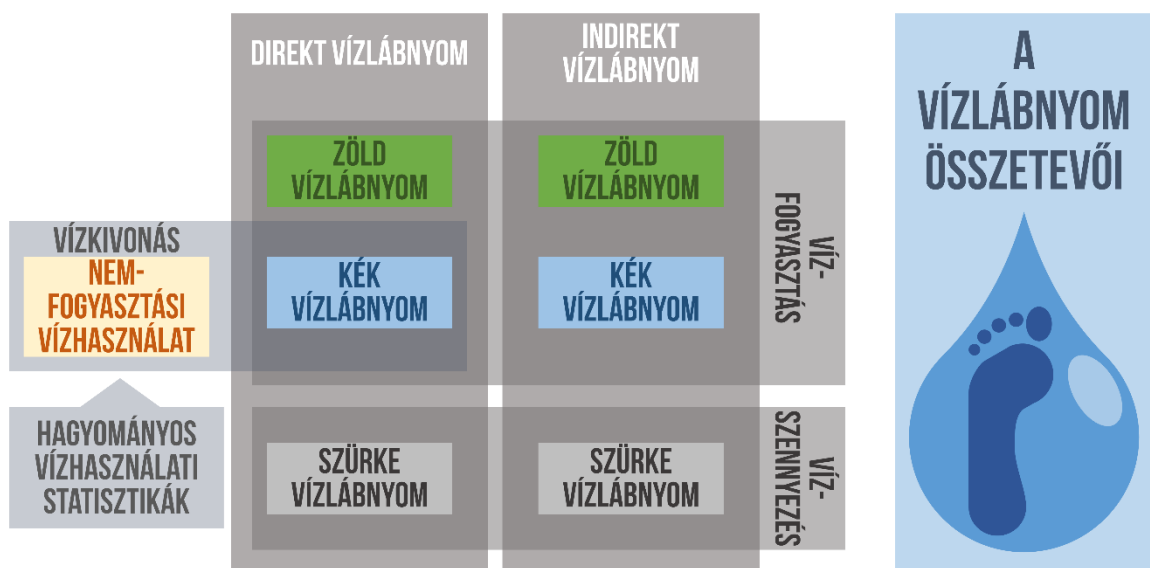 DIREKT VÍZLÁBNYOM
INDIREKT
VÍZLÁBNYOM
ZÖLD
VÍZLÁBNYOM
ZÖLD
VÍZLÁBNYOM
VÍZ-
FOGYASZTÁS
VÍZKIVONÁS
NEM-
FOGYASZTÁSI
VÍZHASZNÁLAT
KÉK
VÍZLÁBNYOM
KÉK
VÍZLÁBNYOM
HAGYOMÁNYOS
VÍZHASZNÁLATI
STATISZTIKÁK
SZÜRKE
VÍZLÁBNYOM
SZÜRKE
VÍZLÁBNYOM
VÍZ-
SZENNYEZÉS
A
VÍZLÁBNYOM
ÖSSZETEVŐI